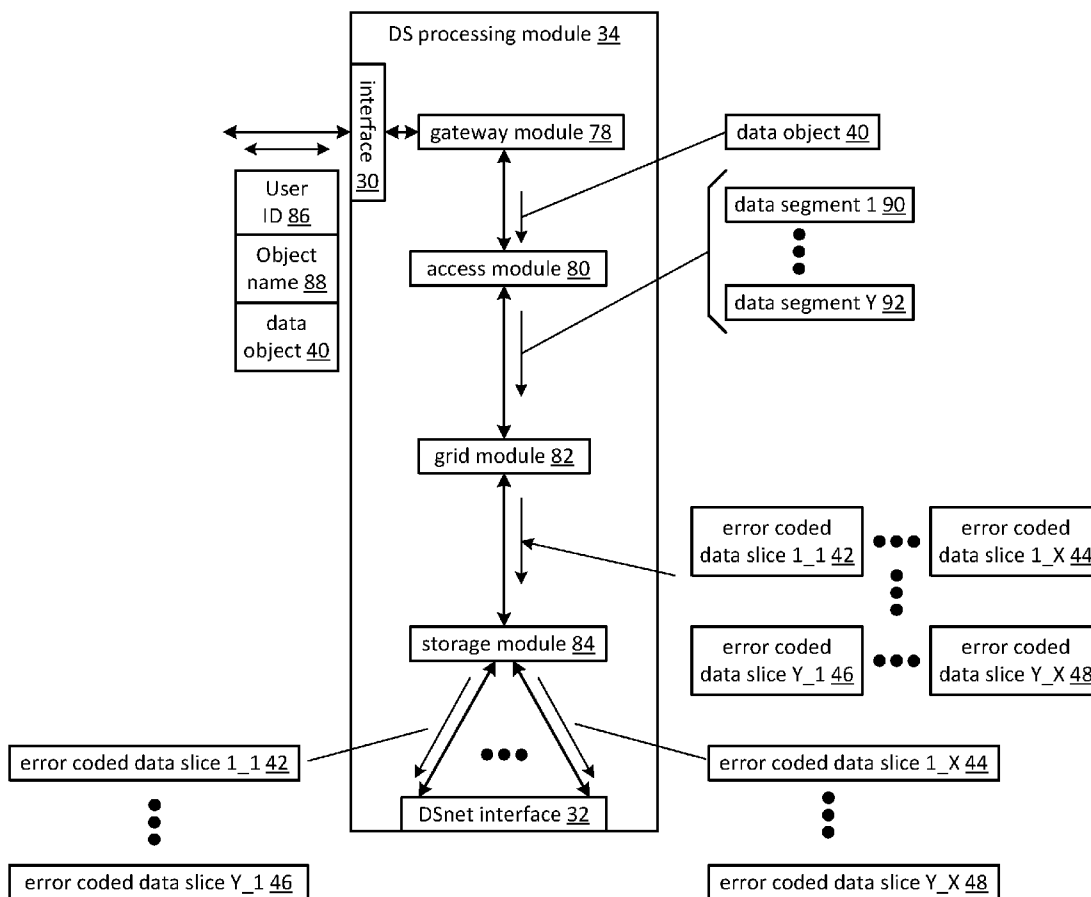 DS processing module 34
interface 30
gateway module 78
data object 40
User
ID 86
Object
name 88
data
object 40
data segment 1 90
data segment Y 92
access module 80
grid module 82
error coded
data slice 1_1 42
error coded
data slice 1_X 44
error coded
data slice Y_1 46
error coded
data slice Y_X 48
storage module 84
error coded data slice 1_1 42
error coded data slice 1_X 44
DSnet interface 32
error coded data slice Y_1 46
error coded data slice Y_X 48